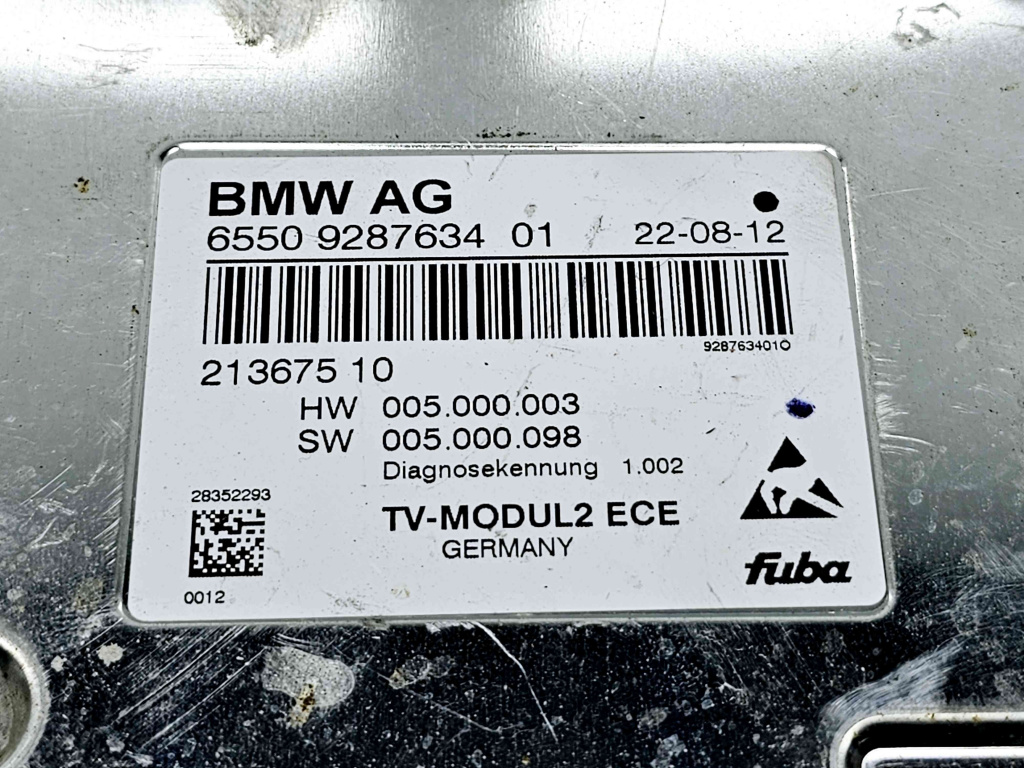 BMW AG
6550 9287634 01 22-08-12
928763401O
213675 10
HW 005.000.003
SW 005.000.098
Diagnosekennung 1.002
28352293
TV-MODUL2 ECE
GERMANY
fuba
0012